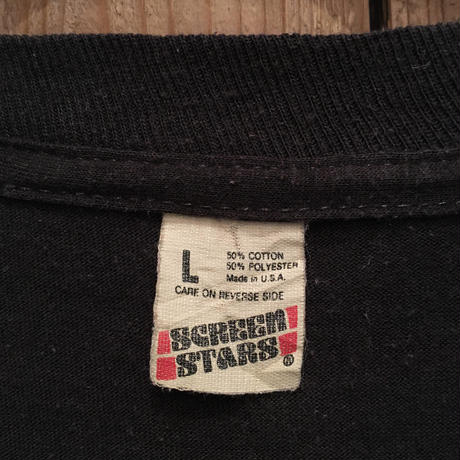 L
50% COTTON
50% POLYESTER
Made in U.S.A.
CARE ON REVERSE SIDE
SCREEN
STARS®